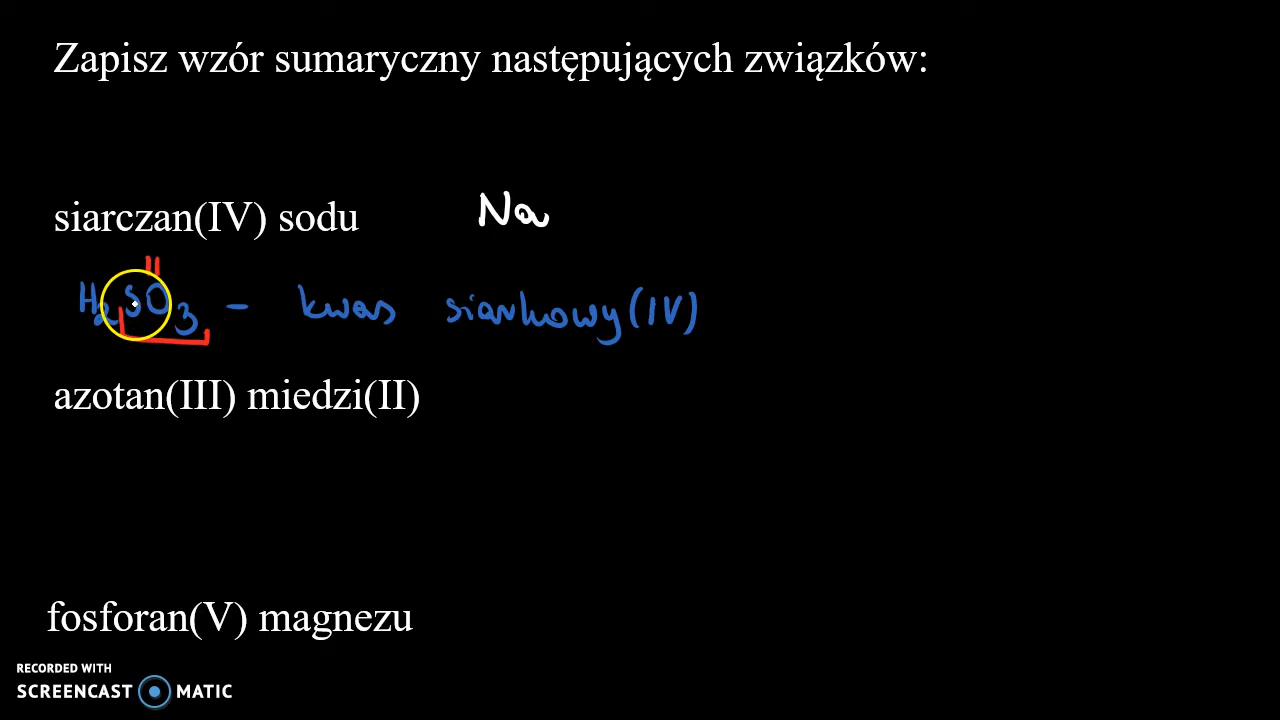 Zapisz wzór sumaryczny następujących związków:
siarczan(IV) sodu Na
H₂SO₃ – kwas siarkowy(IV)
azotan(III) miedzi(II)
fosforan(V) magnezu
RECORDED WITH
SCREENCAST MATIC